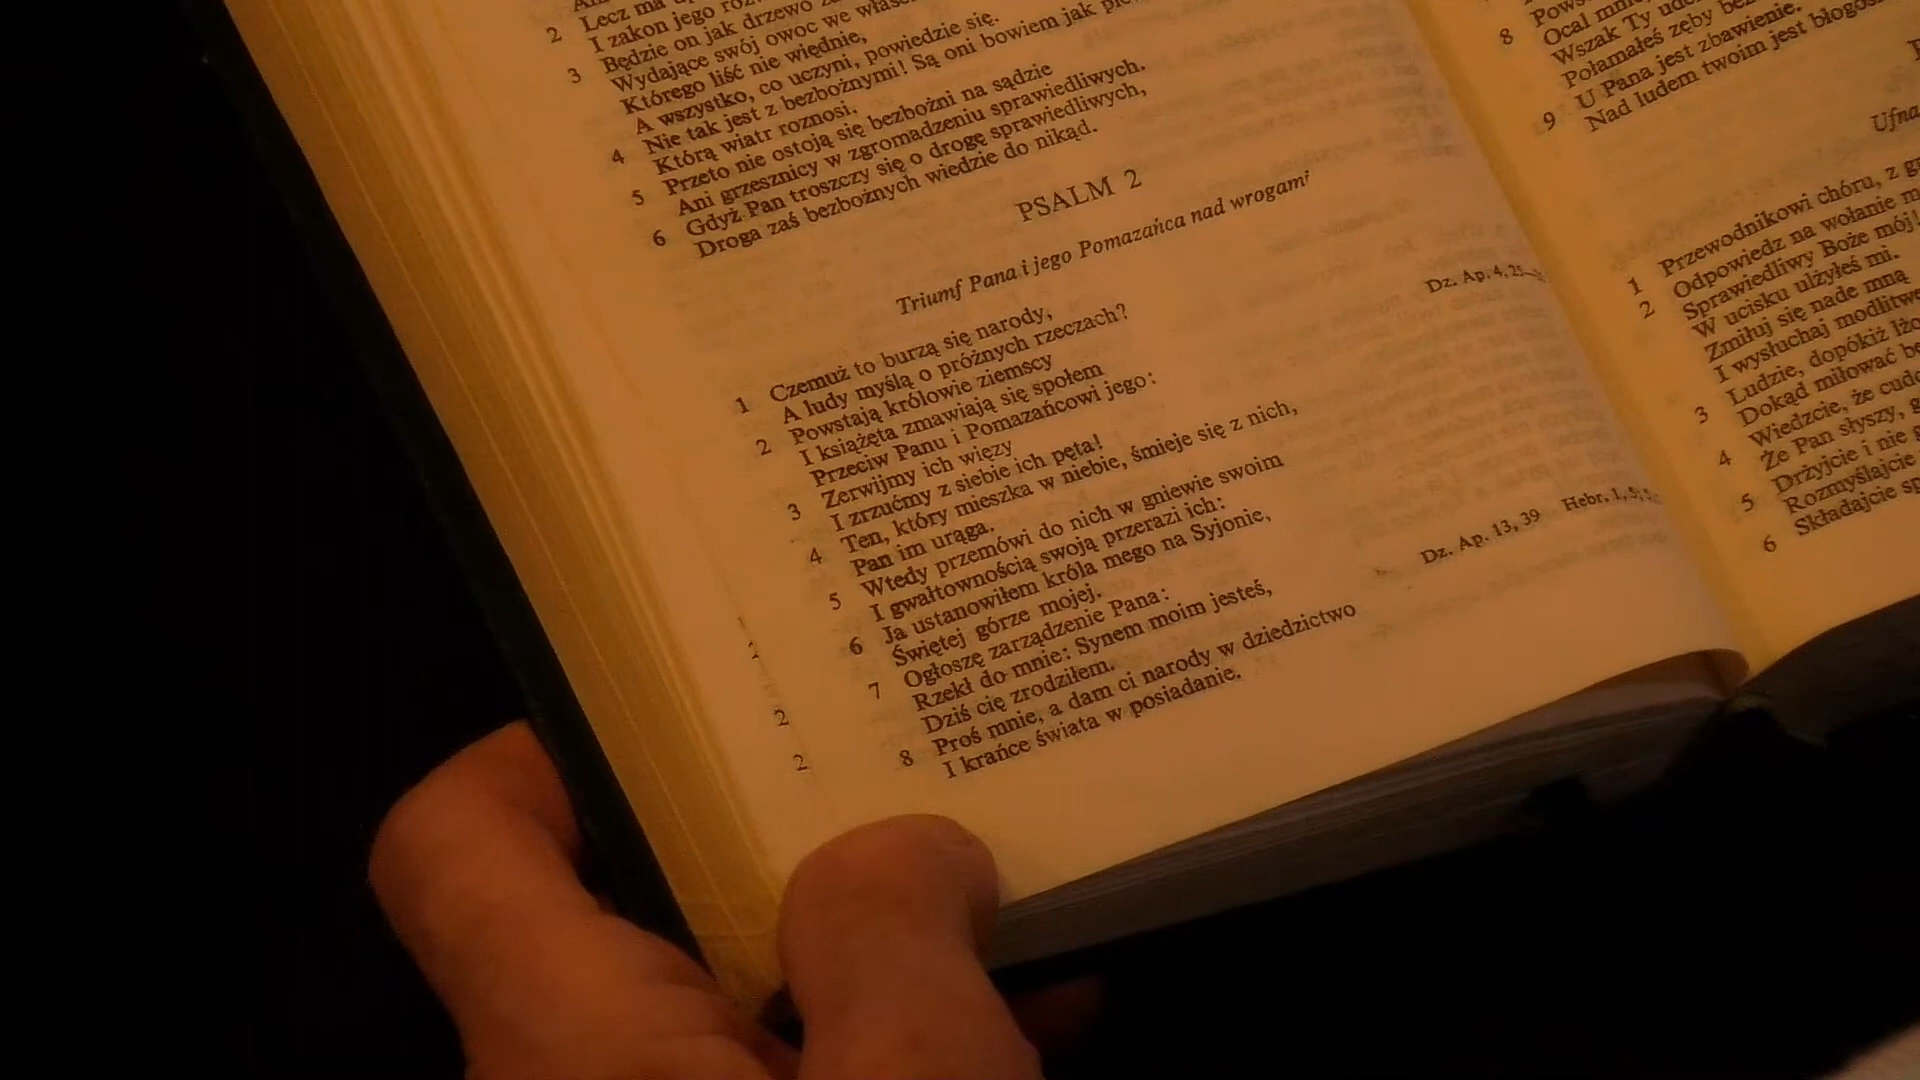 2 Lecz ma
I zakon jego
3 Będzie on jak drzewo
Wydające swój owoc we
Którego liść nie więdnie,
A wszystko, co uczyni, powiedzie się.
4 Nie tak jest z bezbożnymi! Są oni bowiem jak
Którą wiatr roznosi.
5 Przeto nie ostoją się bezbożni na sądzie
Ani grzesznicy w zgromadzeniu sprawiedliwych.
6 Gdyż Pan troszczy się o drogę sprawiedliwych,
Droga zaś bezbożnych wiedzie do nikąd.
PSALM 2
Triumf Pana i jego Pomazańca nad wrogami
Dz. Ap. 4, 25
1 Czemuż to burzą się narody,
A ludy myślą o próżnych rzeczach?
2 Powstają królowie ziemscy
I książęta zmawiają się społem
Przeciw Panu i Pomazańcowi jego:
3 Zerwijmy ich więzy
I zrzućmy z siebie ich pęta!
4 Ten, który mieszka w niebie, śmieje się z nich,
Pan im urąga.
5 Wtedy przemówi do nich w gniewie swoim
I gwałtownością swoją przerazi ich:
6 Ja ustanowiłem króla mego na Syjonie,
Świętej górze mojej.
7 Ogłoszę zarządzenie Pana:
Rzekł do mnie: Synem moim jesteś,
Dziś cię zrodziłem.
Dz. Ap. 13, 39 Hebr. 1, 5;
8 Proś mnie, a dam ci narody w dziedzictwo
I krańce świata w posiadanie.
2
2
2
8
Ocal
Wszak Ty
Połamałeś zęby
9 U Pana jest zbawienie.
Nad ludem twoim jest
1 Przewodnikowi chóru, z
2 Odpowiedz na wołanie
Sprawiedliwy Boże mój!
W ucisku ulżyłeś mi.
Zmiłuj się nade mną
I wysłuchaj
3 Ludzie, dopókiż
Dokąd miłować
4 Wiedzcie, że
Że Pan słyszy,
5 Drżyjcie i nie
Rozmyślajcie
6 Składajcie